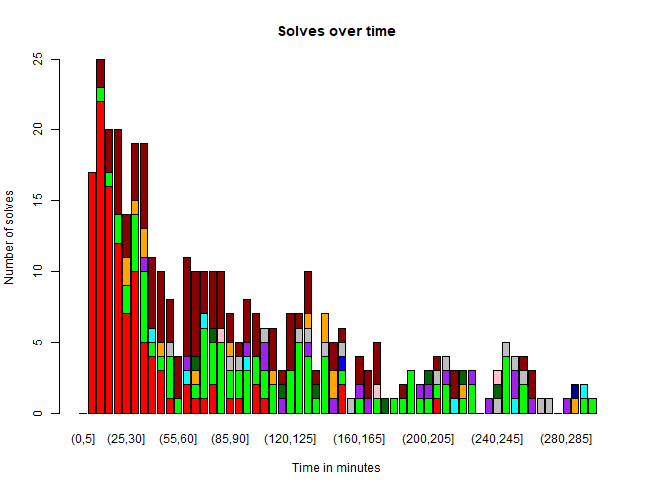 Solves over time
Number of solves
25
20
15
10
5
0
(0,5] (25,30] (55,60] (85,90] (120,125] (160,165] (200,205] (240,245] (280,285]
Time in minutes